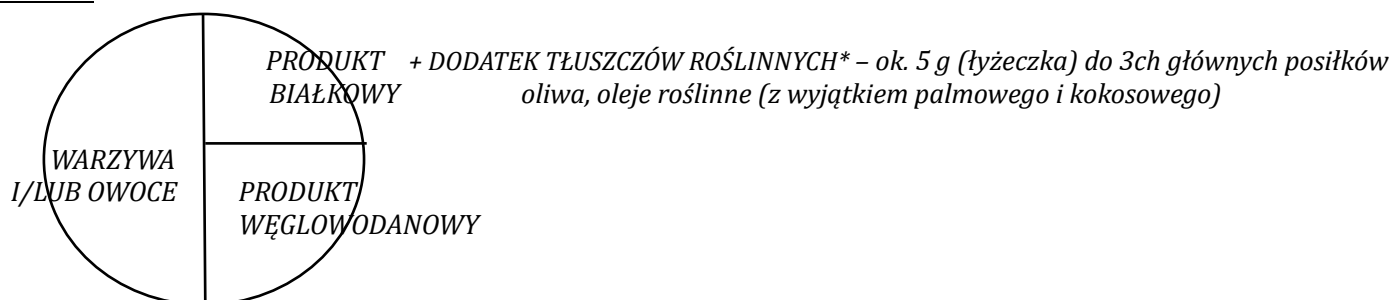 PRODUKT + DODATEK TŁUSZCZÓW ROŚLINNYCH* – ok. 5 g (łyżeczka) do 3ch głównych posiłków
BIAŁKOWY oliwa, oleje roślinne (z wyjątkiem palmowego i kokosowego)
WARZYWA
I/LUB OWOCE PRODUKT
WĘGLOWODANOWY